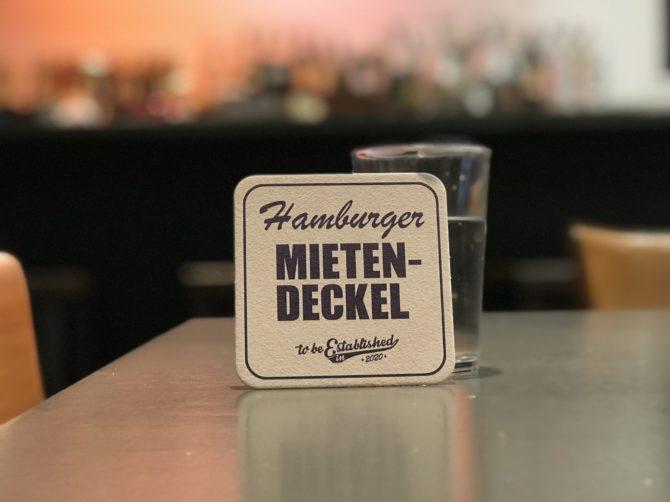 Hamburger
MIETEN-
DECKEL
to be Established
in • 2020 •